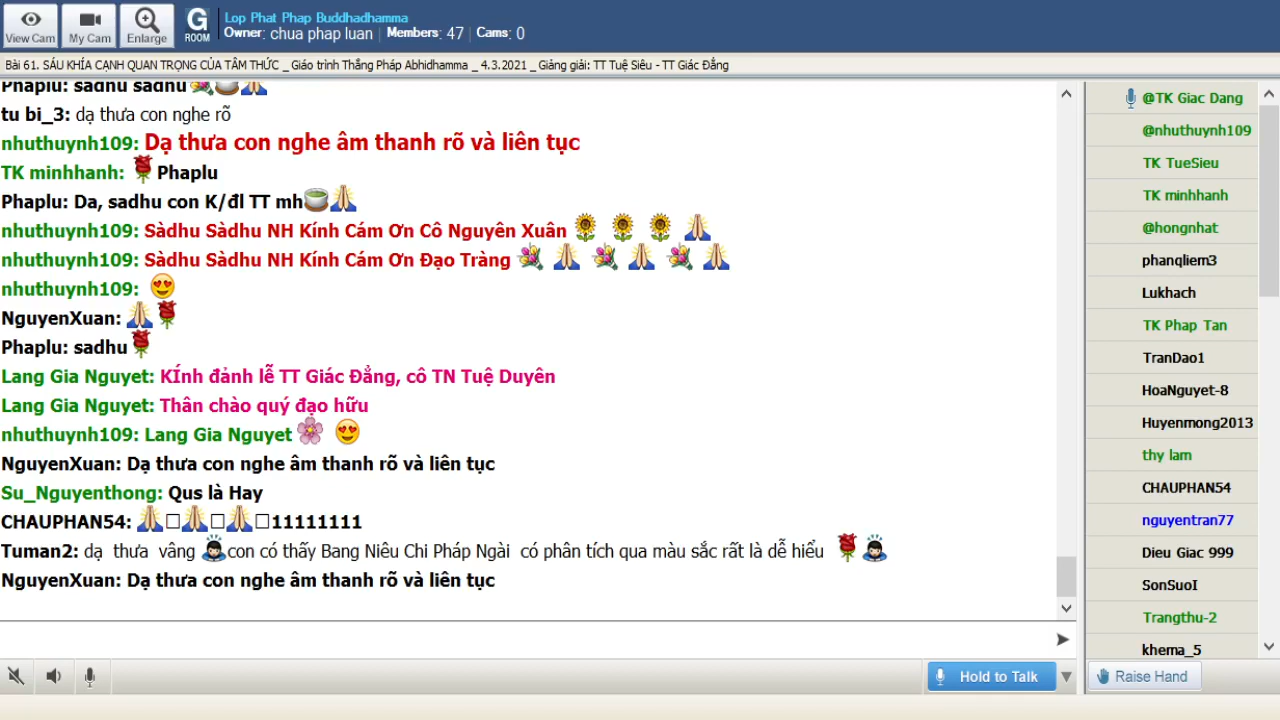 View Cam
My Cam
Enlarge
G
ROOM
Lop Phat Phap Buddhadhamma
Owner: chua phap luan | Members: 47 | Cams: 0
Bài 61. SÁU KHÍA CẠNH QUAN TRỌNG CỦA TÂM THỨC _ Giáo trình Thắng Pháp Abhidhamma _ 4.3.2021 _ Giảng giải: TT Tuệ Siêu - TT Giác Đẳng
Phaplu: sadhu sadhu
tu bi_3: dạ thưa con nghe rõ
nhuthuynh109: Dạ thưa con nghe âm thanh rõ và liên tục
TK minhhanh: Phaplu
Phaplu: Da, sadhu con K/đl TT mh
nhuthuynh109: Sàdhu Sàdhu NH Kính Cám Ơn Cô Nguyên Xuân
nhuthuynh109: Sàdhu Sàdhu NH Kính Cám Ơn Đạo Tràng
nhuthuynh109:
NguyenXuan:
Phaplu: sadhu
Lang Gia Nguyet: KÍnh đảnh lễ TT Giác Đẳng, cô TN Tuệ Duyên
Lang Gia Nguyet: Thân chào quý đạo hữu
nhuthuynh109: Lang Gia Nguyet
NguyenXuan: Dạ thưa con nghe âm thanh rõ và liên tục
Su_Nguyenthong: Qus là Hay
CHAUPHAN54: 11111111
Tuman2: dạ thưa vâng con có thấy Bang Niêu Chi Pháp Ngài có phân tích qua màu sắc rất là dễ hiểu
NguyenXuan: Dạ thưa con nghe âm thanh rõ và liên tục
@TK Giac Dang
@nhuthuynh109
TK TueSieu
TK minhhanh
@hongnhat
phanqliem3
Lukhach
TK Phap Tan
TranDao1
HoaNguyet-8
Huyenmong2013
thy lam
CHAUPHAN54
nguyentran77
Dieu Giac 999
SonSuoI
Trangthu-2
khema_5
Hold to Talk
Raise Hand